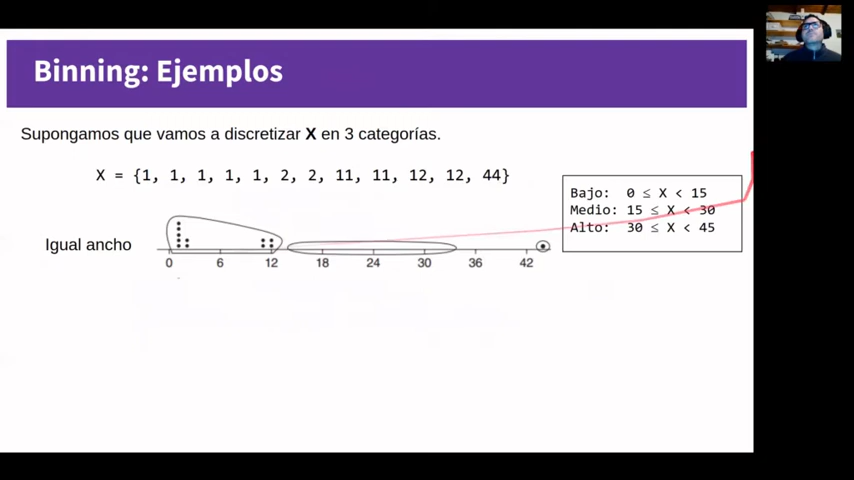 Binning: Ejemplos
Supongamos que vamos a discretizar X en 3 categorías.
X = {1, 1, 1, 1, 1, 2, 2, 11, 11, 12, 12, 44}
Bajo: 0 ≤ X < 15
Medio: 15 ≤ X < 30
Alto: 30 ≤ X < 45
Igual ancho
0 6 12 18 24 30 36 42